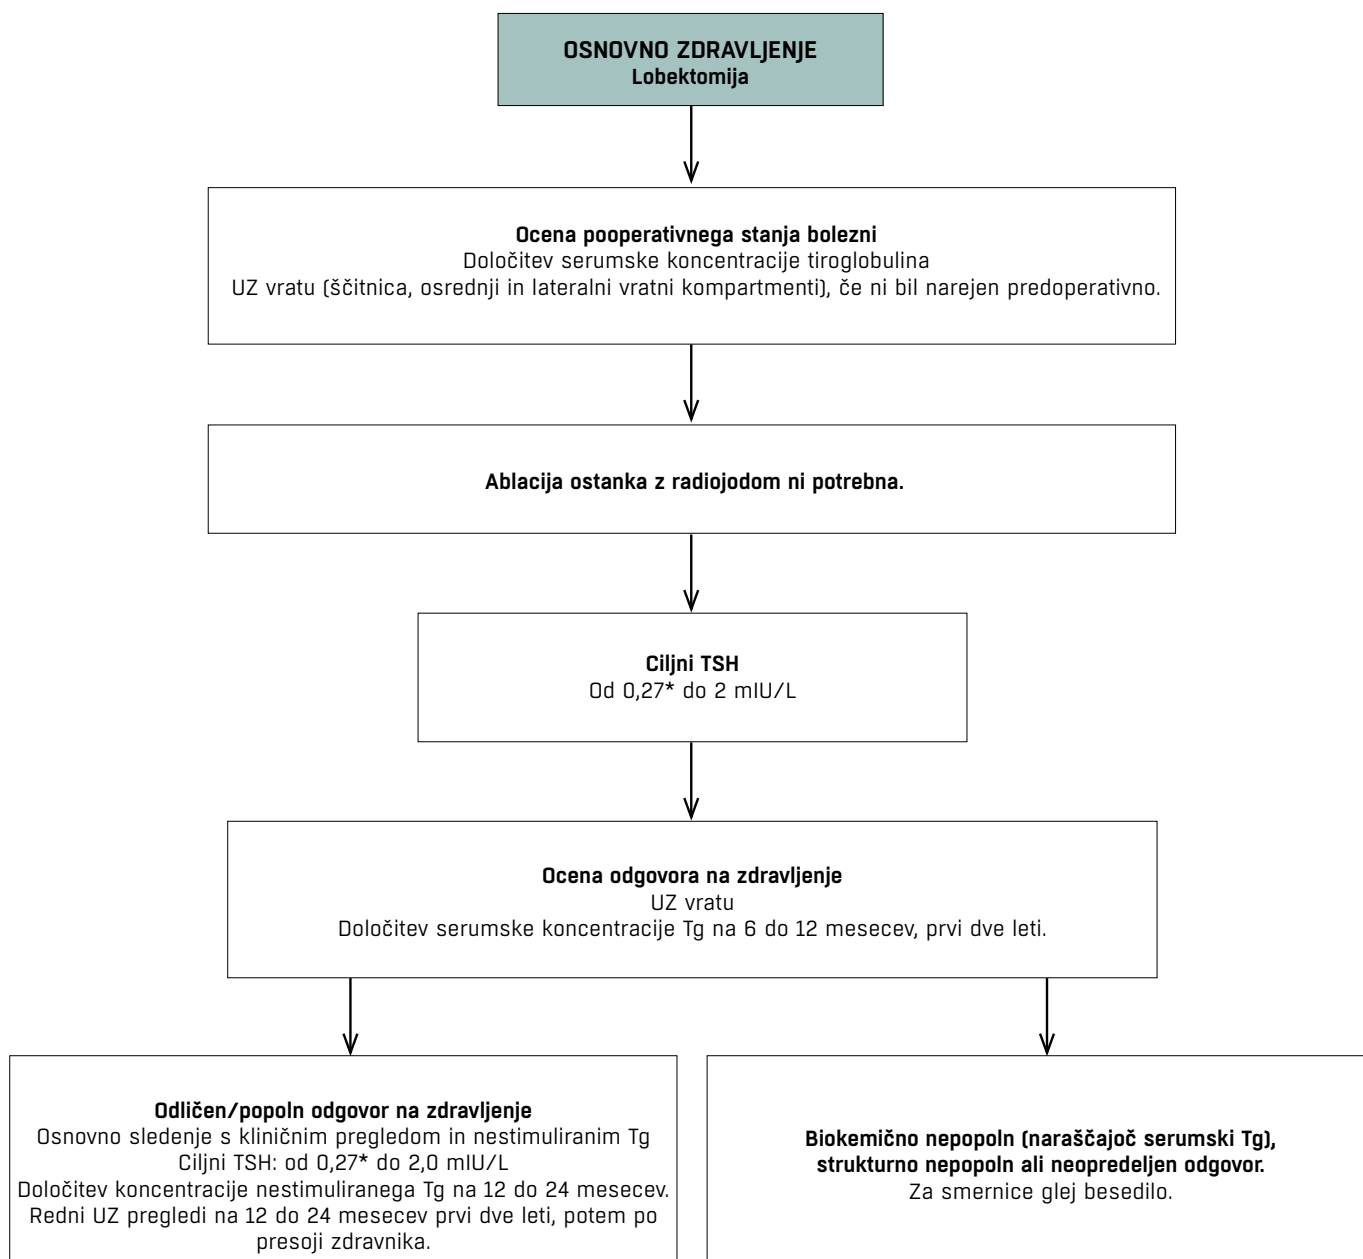 OSNOVNO ZDRAVLJENJE
Lobektomija
Ocena pooperativnega stanja bolezni
Določitev serumske koncentracije tiroglobulina
UZ vratu (ščitnica, osrednji in lateralni vratni kompartmenti), če ni bil narejen predoperativno.
Ablacija ostanka z radiojodom ni potrebna.
Ciljni TSH
Od 0,27* do 2 mIU/L
Ocena odgovora na zdravljenje
UZ vratu
Določitev serumske koncentracije Tg na 6 do 12 mesecev, prvi dve leti.
Odličen/popoln odgovor na zdravljenje
Osnovno sledenje s kliničnim pregledom in nestimuliranim Tg
Ciljni TSH: od 0,27* do 2,0 mIU/L
Določitev koncentracije nestimuliranega Tg na 12 do 24 mesecev.
Redni UZ pregledi na 12 do 24 mesecev prvi dve leti, potem po
presoji zdravnika.
Biokemično nepopoln (naraščajoč serumski Tg),
strukturno nepopoln ali neopredeljen odgovor.
Za smernice glej besedilo.